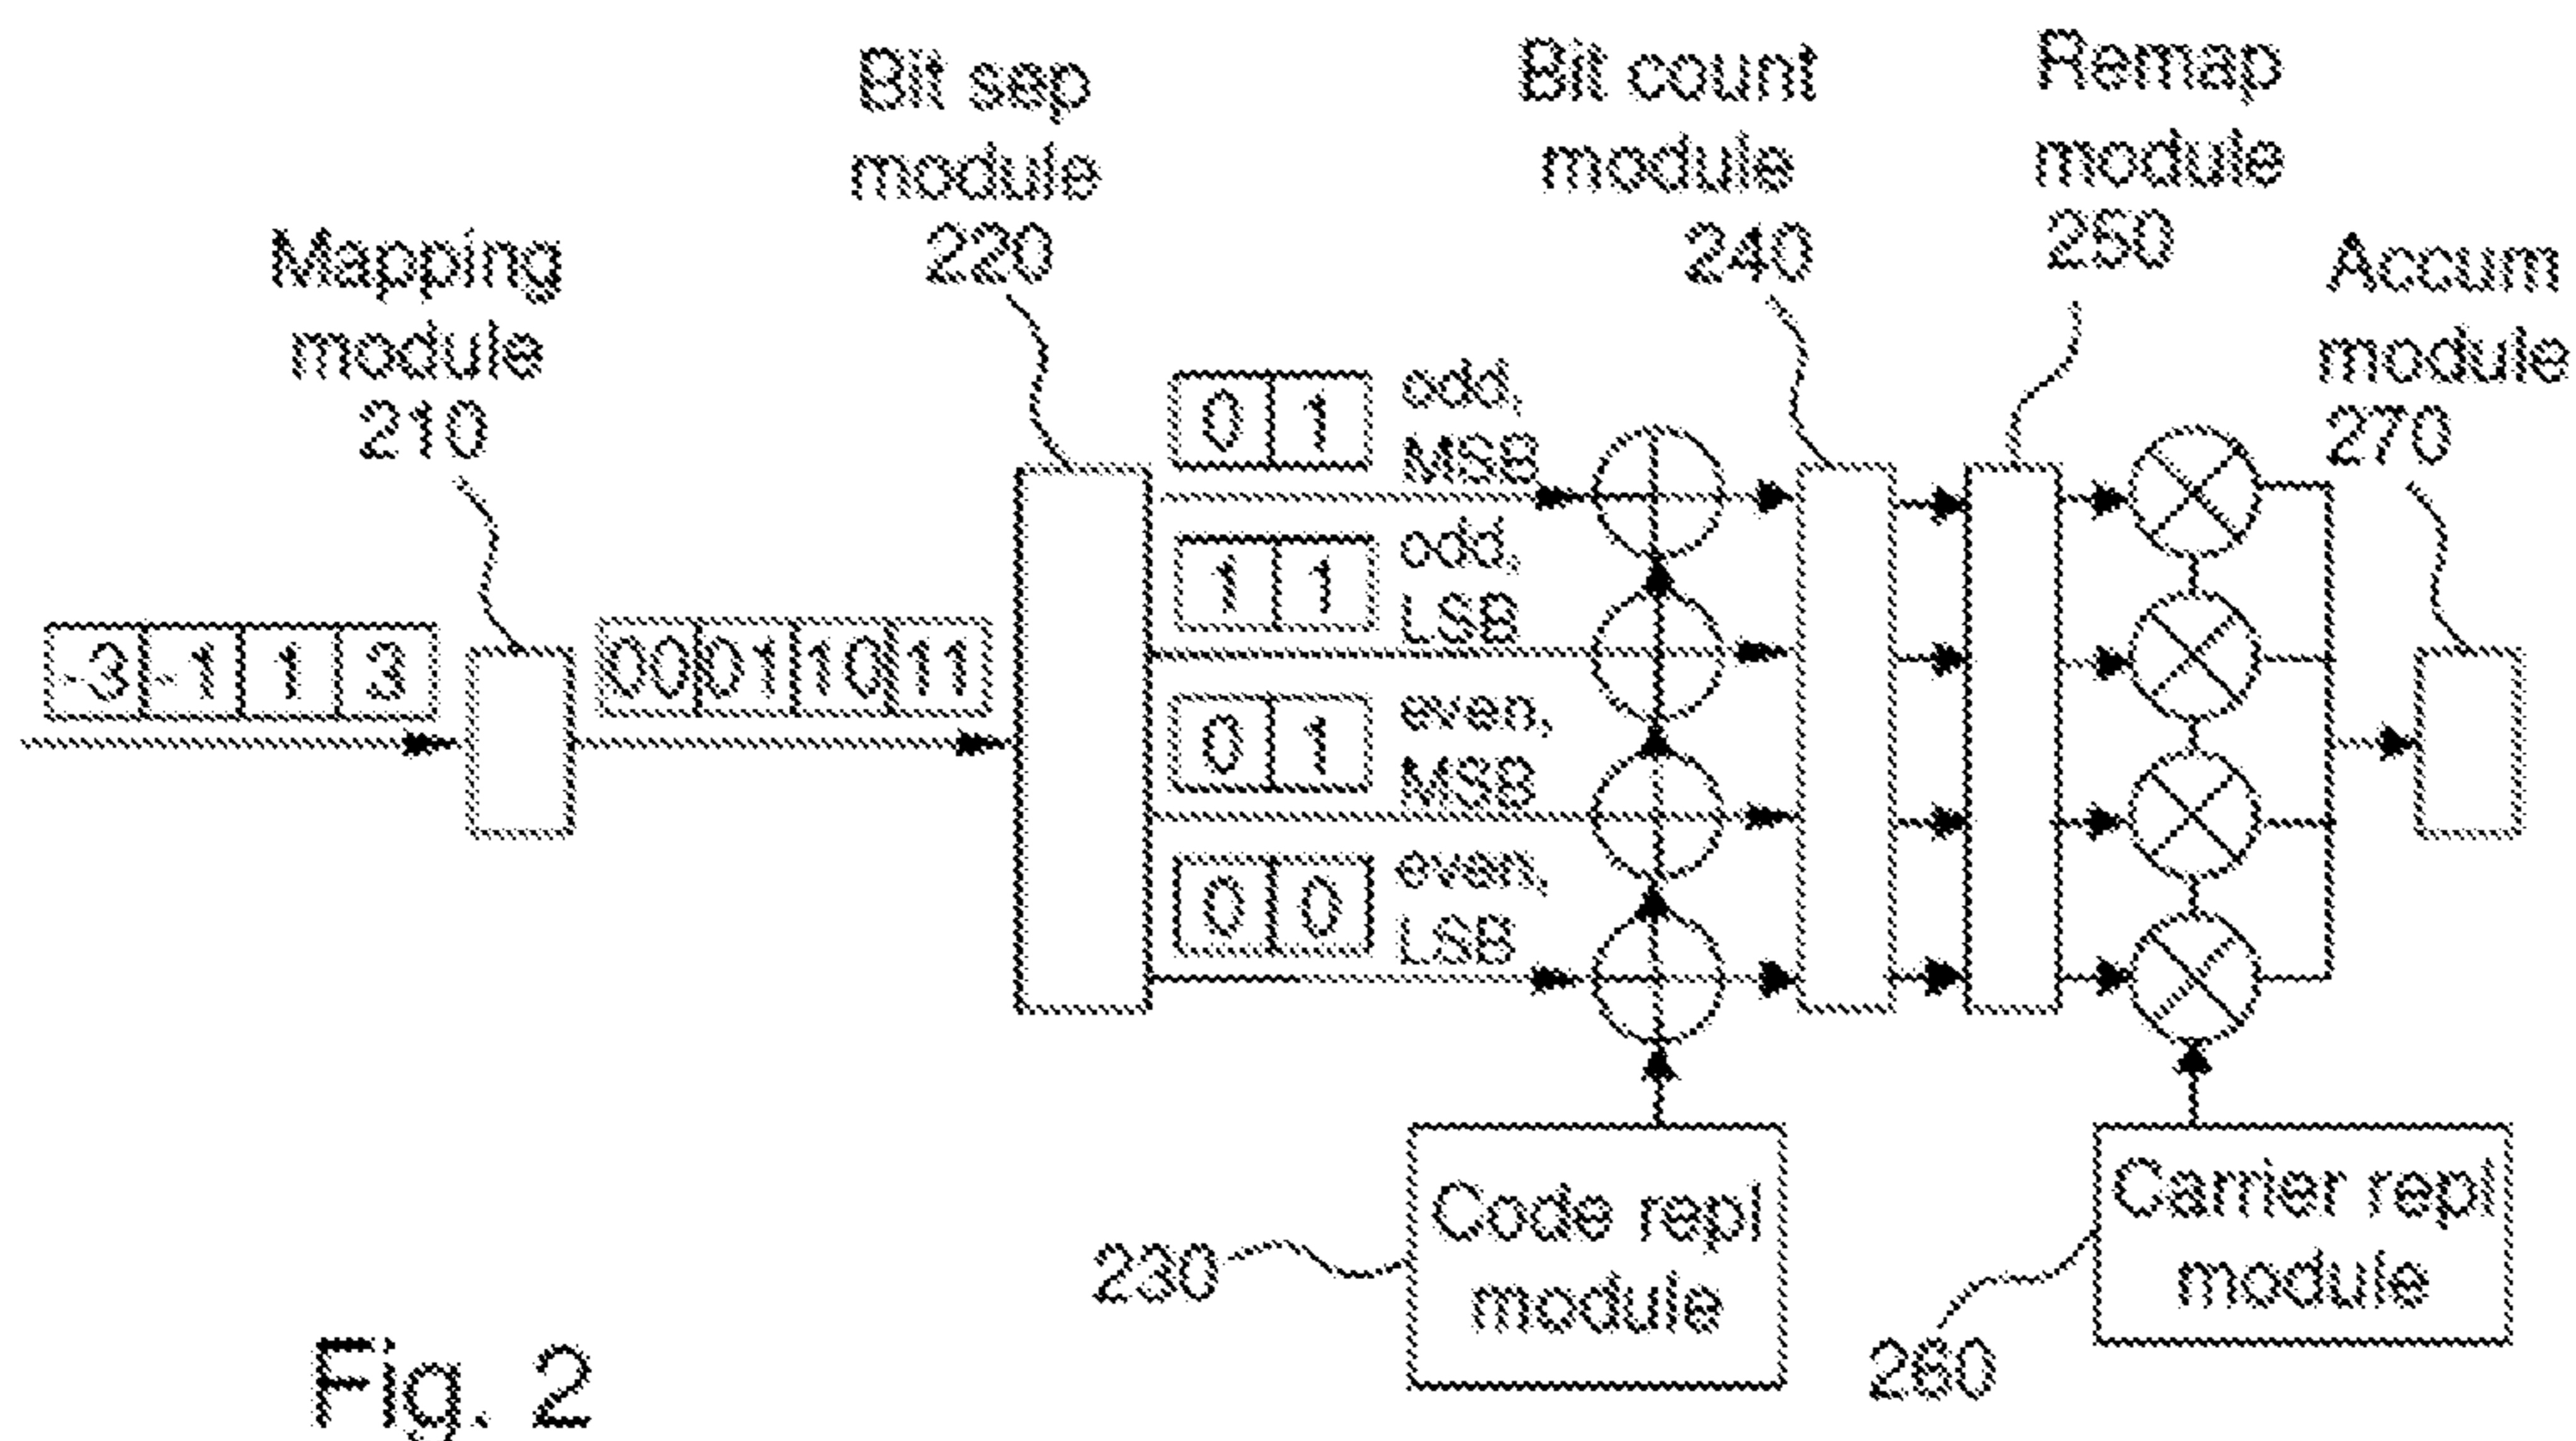 Bit sep
module
220
Bit count
module
240
Remap
module
250
Mapping
module
210
Accum
module
270
-3 -1 1 3
00 01 10 11
0 1 odd,
MSB
1 1 odd,
LSB
0 1 even,
MSB
0 0 even,
LSB
230
Code repl
module
260
Carrier repl
module
Fig. 2